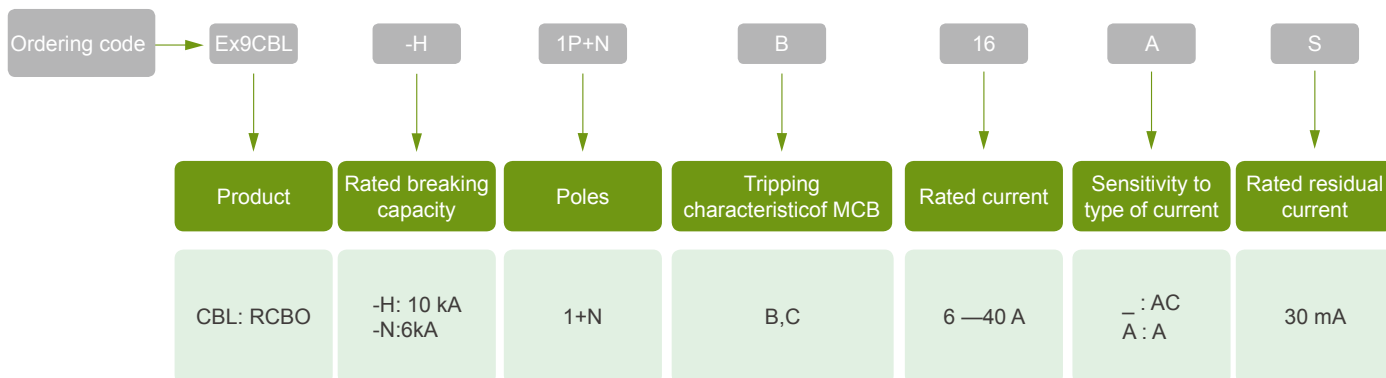 Ordering code
Ex9CBL
-H
1P+N
B
16
A
S
Product
Rated breaking
capacity
Poles
Tripping
characteristicof MCB
Rated current
Sensitivity to
type of current
Rated residual
current
CBL: RCBO
-H: 10 kA
-N:6kA
1+N
B,C
6 —40 A
_ : AC
A : A
30 mA